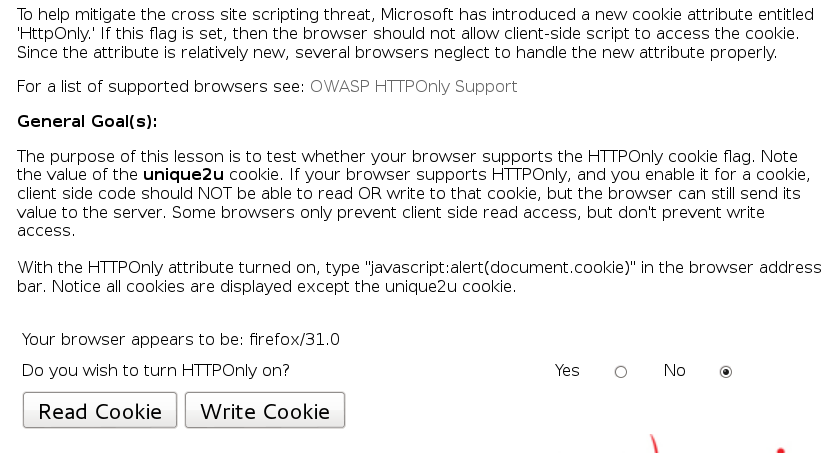 To help mitigate the cross site scripting threat, Microsoft has introduced a new cookie attribute entitled
'HttpOnly.' If this flag is set, then the browser should not allow client-side script to access the cookie.
Since the attribute is relatively new, several browsers neglect to handle the new attribute properly.
For a list of supported browsers see: OWASP HTTPOnly Support
General Goal(s):
The purpose of this lesson is to test whether your browser supports the HTTPOnly cookie flag. Note
the value of the unique2u cookie. If your browser supports HTTPOnly, and you enable it for a cookie,
client side code should NOT be able to read OR write to that cookie, but the browser can still send its
value to the server. Some browsers only prevent client side read access, but don't prevent write
access.
With the HTTPOnly attribute turned on, type "javascript:alert(document.cookie)" in the browser address
bar. Notice all cookies are displayed except the unique2u cookie.
Your browser appears to be: firefox/31.0
Do you wish to turn HTTPOnly on? Yes No
Read Cookie Write Cookie